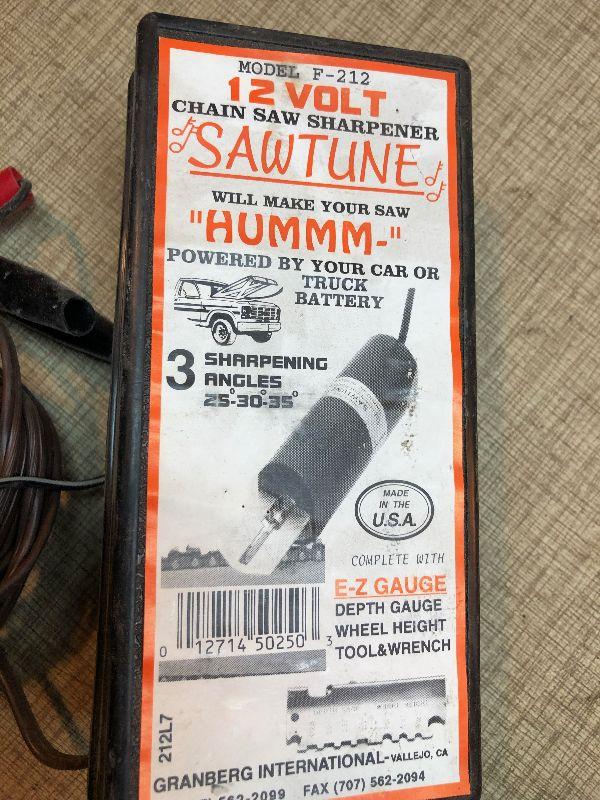 MODEL F-212
12 VOLT
CHAIN SAW SHARPENER
SAWTUNE
WILL MAKE YOUR SAW
"HUMMM-"
POWERED BY YOUR CAR OR
TRUCK
BATTERY
3 SHARPENING
ANGLES
25°-30°-35°
MADE
IN THE
U.S.A.
COMPLETE WITH
E-Z GAUGE
DEPTH GAUGE
WHEEL HEIGHT
TOOL&WRENCH
0 12714 50250 3
212L7
GRANBERG INTERNATIONAL-VALLEJO, CA
562-2099 FAX (707) 562-2094